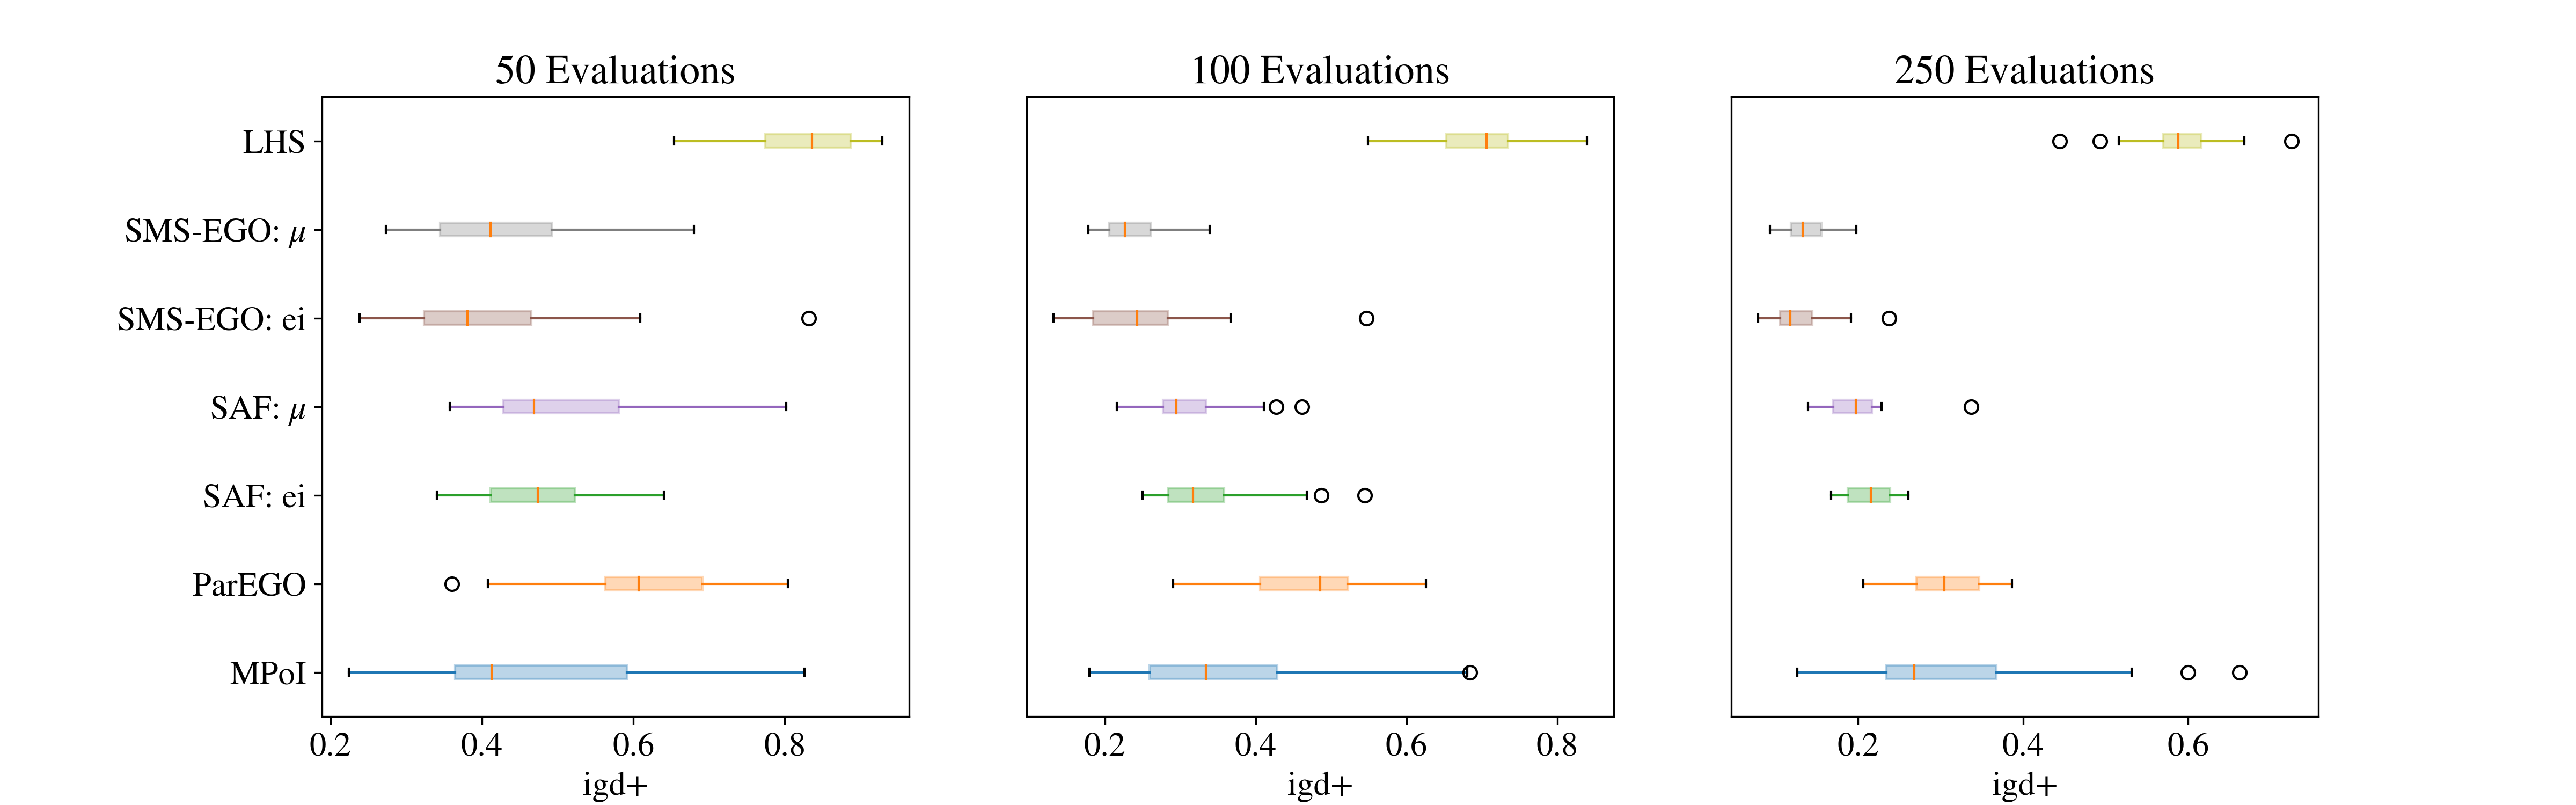 50 Evaluations
100 Evaluations
250 Evaluations
LHS
SMS-EGO: μ
SMS-EGO: ei
SAF: μ
SAF: ei
ParEGO
MPoI
0.2 0.4 0.6 0.8
0.2 0.4 0.6 0.8
0.2 0.4 0.6
igd+
igd+
igd+